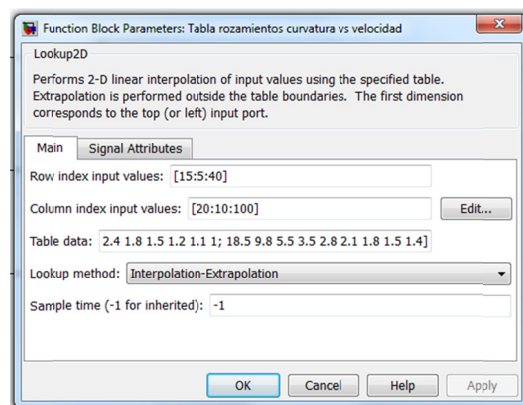 Function Block Parameters: Tabla rozamientos curvatura vs velocidad
Lookup2D
Performs 2-D linear interpolation of input values using the specified table.
Extrapolation is performed outside the table boundaries. The first dimension
corresponds to the top (or left) input port.
Main Signal Attributes
Row index input values: [15:5:40]
Column index input values: [20:10:100] Edit...
Table data: 2.4 1.8 1.5 1.2 1.1 1; 18.5 9.8 5.5 3.5 2.8 2.1 1.8 1.5 1.4]
Lookup method: Interpolation-Extrapolation
Sample time (-1 for inherited): -1
OK Cancel Help Apply